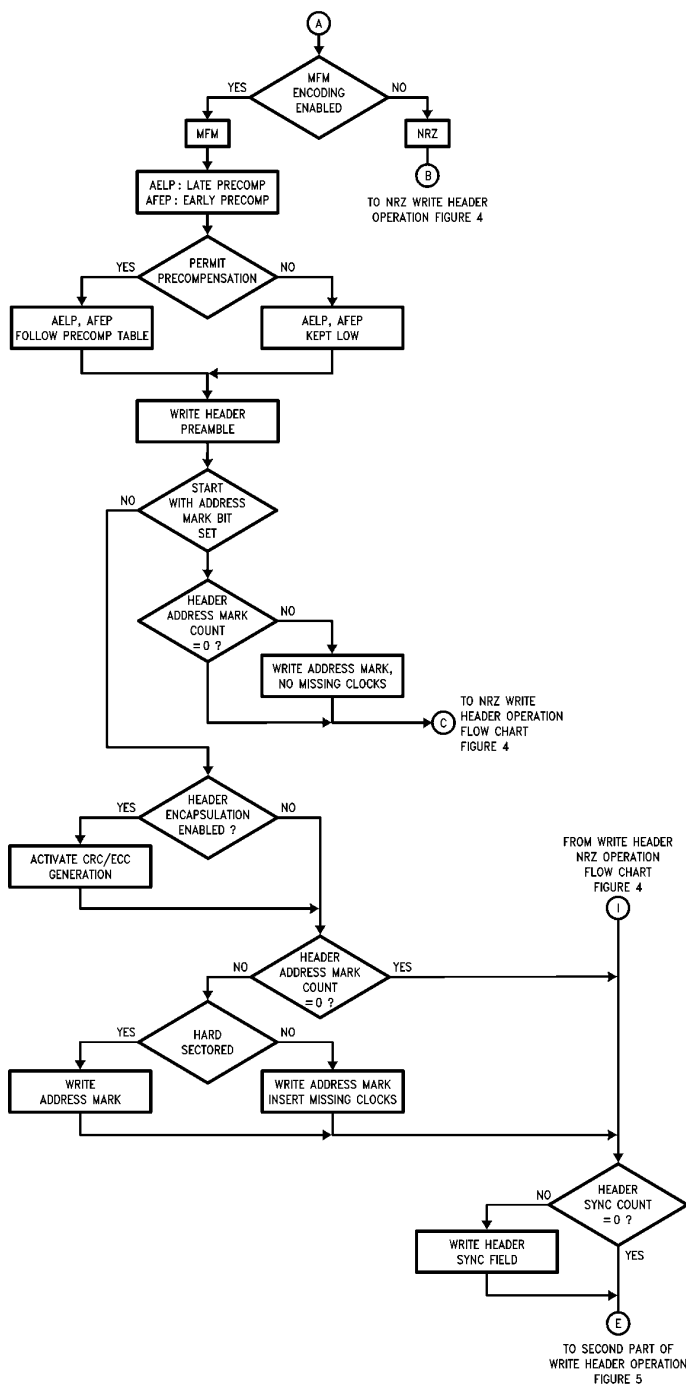 A
MFM
ENCODING
ENABLED
YES
NO
MFM
NRZ
AELP : LATE PRECOMP
AFEP : EARLY PRECOMP
B
TO NRZ WRITE HEADER
OPERATION FIGURE 4
PERMIT
PRECOMPENSATION
YES
NO
AELP, AFEP
FOLLOW PRECOMP TABLE
AELP, AFEP
KEPT LOW
WRITE HEADER
PREAMBLE
START
WITH ADDRESS
MARK BIT
SET
NO
HEADER
ADDRESS MARK
COUNT
= 0 ?
NO
WRITE ADDRESS MARK,
NO MISSING CLOCKS
C
TO NRZ WRITE
HEADER OPERATION
FLOW CHART
FIGURE 4
HEADER
ENCAPSULATION
ENABLED ?
YES
NO
ACTIVATE CRC/ECC
GENERATION
FROM WRITE HEADER
NRZ OPERATION
FLOW CHART
FIGURE 4
I
HEADER
ADDRESS MARK
COUNT
= 0 ?
NO
YES
HARD
SECTORED
YES
NO
WRITE
ADDRESS MARK
WRITE ADDRESS MARK
INSERT MISSING CLOCKS
HEADER
SYNC COUNT
= 0 ?
NO
YES
WRITE HEADER
SYNC FIELD
E
TO SECOND PART OF
WRITE HEADER OPERATION
FIGURE 5